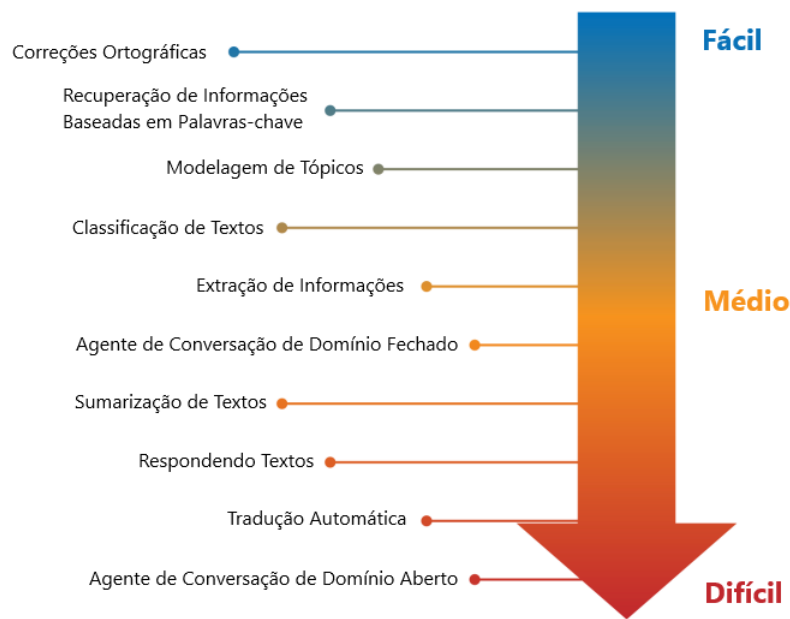 Fácil
Correções Ortográficas
Recuperação de Informações
Baseadas em Palavras-chave
Modelagem de Tópicos
Classificação de Textos
Extração de Informações
Médio
Agente de Conversação de Domínio Fechado
Sumarização de Textos
Respondendo Textos
Tradução Automática
Agente de Conversação de Domínio Aberto
Difícil